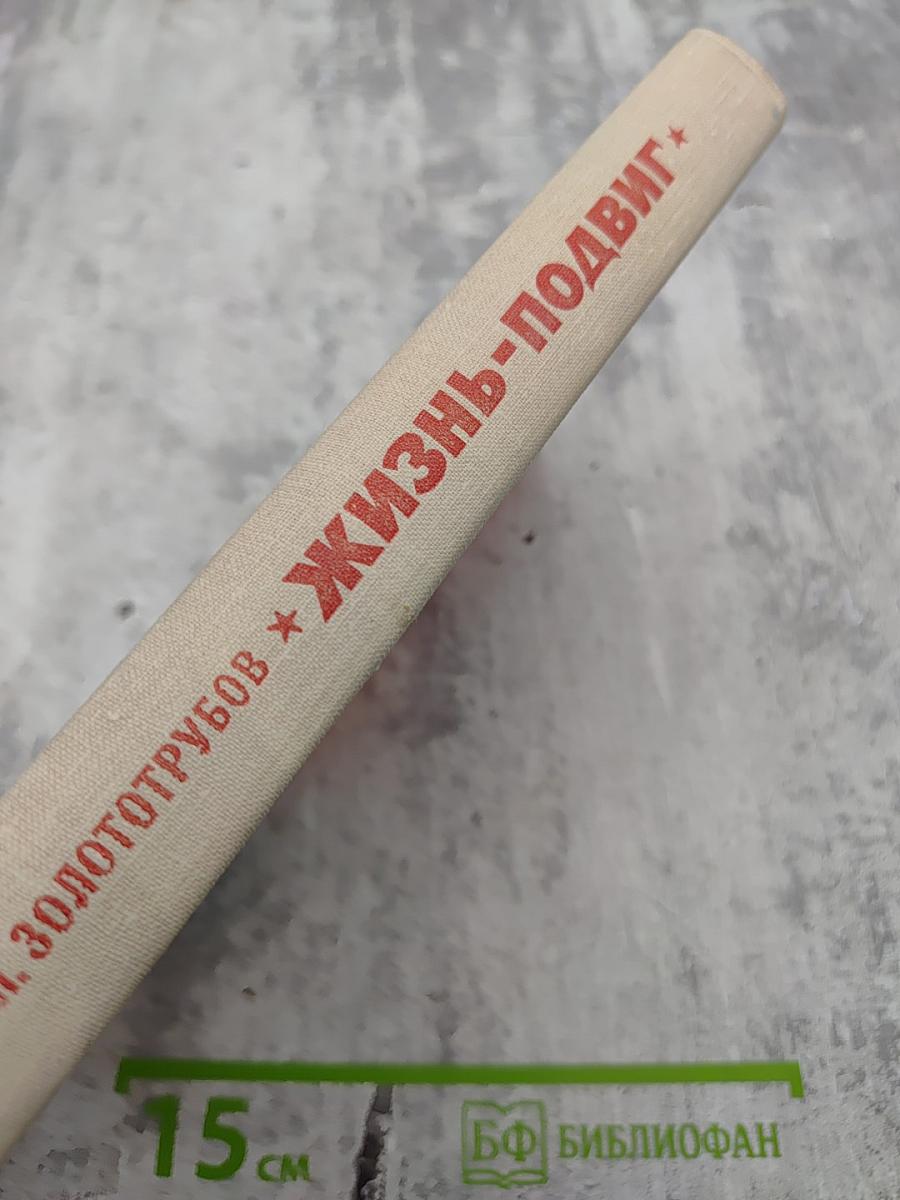 ЗОЛОТОТРУБОВ ★ ЖИЗНЬ-ПОДВИГ ★
15 см
БФ БИБЛИОФАН